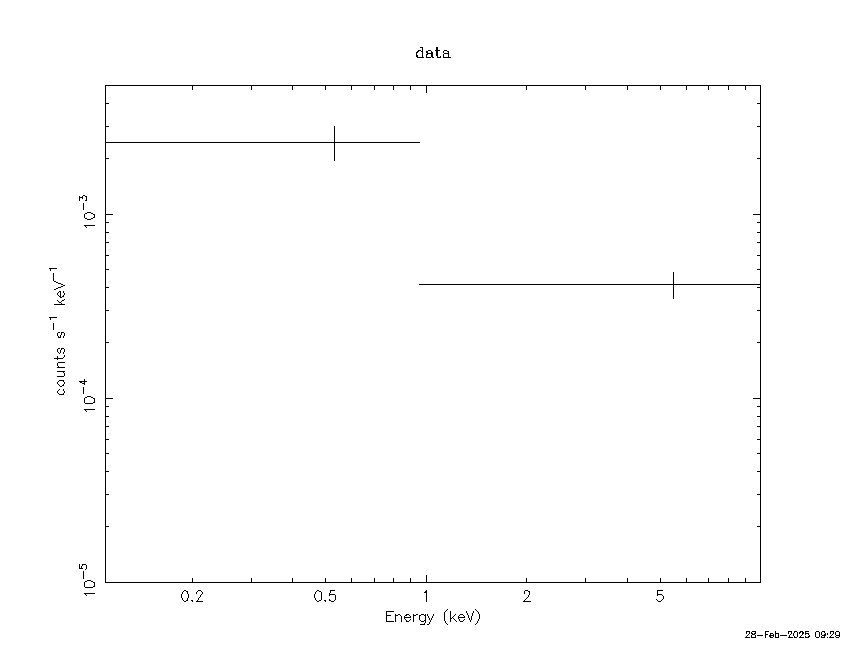 data
10⁻³
10⁻⁴
10⁻⁵
counts s⁻¹ keV⁻¹
0.2 0.5 1 2 5
Energy (keV)
28-Feb-2025 09:29